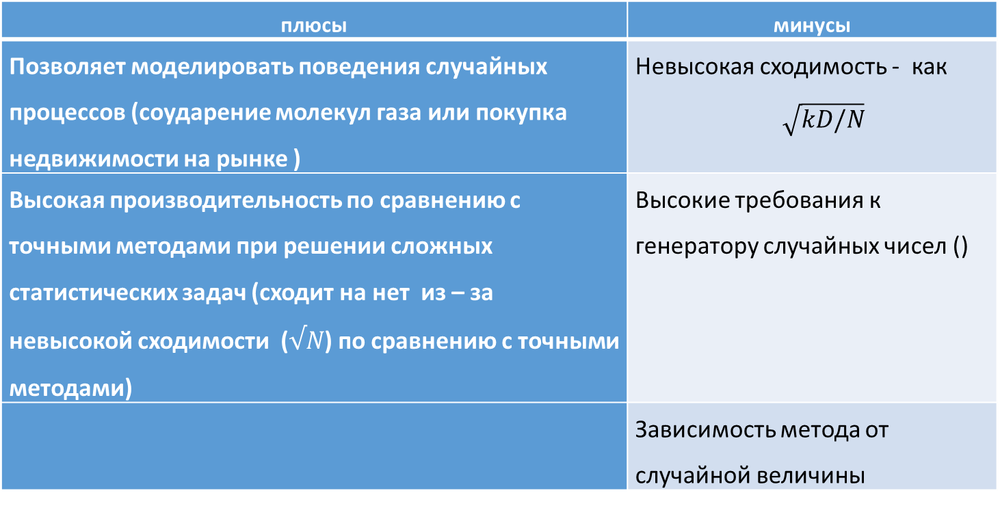 плюсы
минусы
Позволяет моделировать поведения случайных
процессов (соударение молекул газа или покупка
недвижимости на рынке )
Невысокая сходимость - как
√kD/N
Высокая производительность по сравнению с
точными методами при решении сложных
статистических задач (сходит на нет из – за
невысокой сходимости (√N) по сравнению с точными
методами)
Высокие требования к
генератору случайных чисел ()
Зависимость метода от
случайной величины